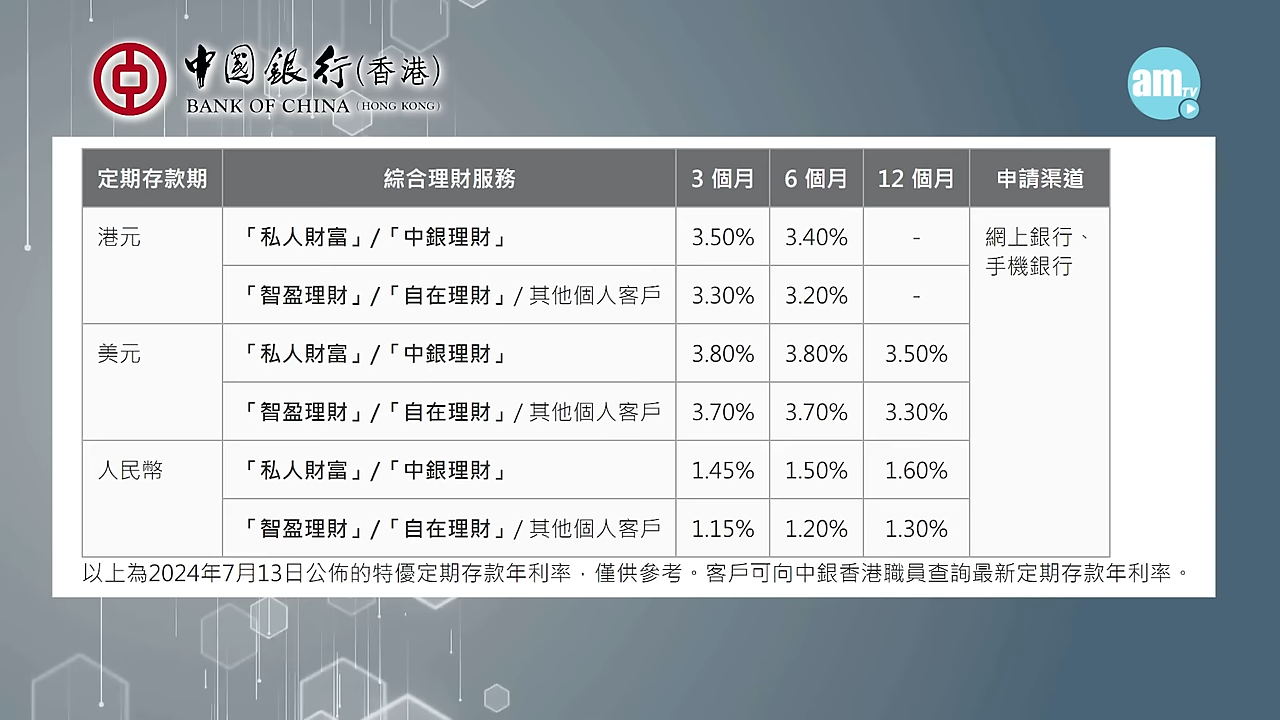 中國銀行(香港)
BANK OF CHINA (HONG KONG)
am TV
定期存款期 綜合理財服務 3 個月 6 個月 12 個月 申請渠道
港元 「私人財富」/「中銀理財」 3.50% 3.40% - 網上銀行、
手機銀行
「智盈理財」/「自在理財」/ 其他個人客戶 3.30% 3.20% -
美元 「私人財富」/「中銀理財」 3.80% 3.80% 3.50%
「智盈理財」/「自在理財」/ 其他個人客戶 3.70% 3.70% 3.30%
人民幣 「私人財富」/「中銀理財」 1.45% 1.50% 1.60%
「智盈理財」/「自在理財」/ 其他個人客戶 1.15% 1.20% 1.30%
以上為2024年7月13日公佈的特優定期存款年利率，僅供參考。客戶可向中銀香港職員查詢最新定期存款年利率。